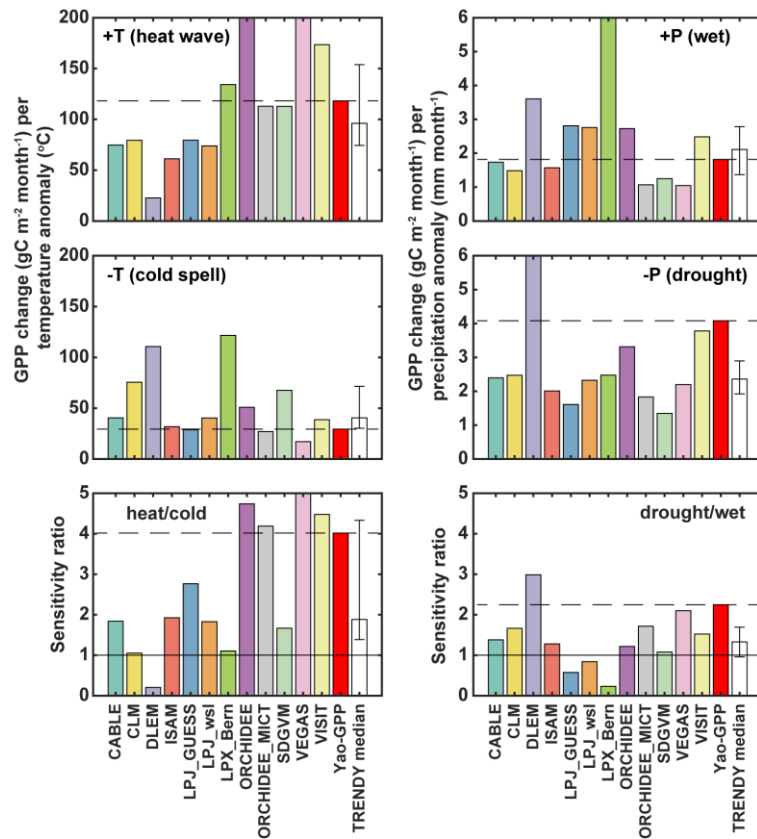 GPP change (gC m⁻² month⁻¹) per
temperature anomaly (°C)
+T (heat wave)
200
150
100
50
0
-T (cold spell)
200
150
100
50
0
Sensitivity ratio
heat/cold
5
4
3
2
1
0
CABLE
CLM
DLEM
ISAM
LPJ_GUESS
LPJ_wsl
LPX_Bern
ORCHIDEE
ORCHIDEE_MICT
SDGVM
VEGAS
VISIT
Yao-GPP
TRENDY median
GPP change (gC m⁻² month⁻¹) per
precipitation anomaly (mm month⁻¹)
+P (wet)
6
5
4
3
2
1
0
-P (drought)
6
5
4
3
2
1
0
Sensitivity ratio
drought/wet
5
4
3
2
1
0
CABLE
CLM
DLEM
ISAM
LPJ_GUESS
LPJ_wsl
LPX_Bern
ORCHIDEE
ORCHIDEE_MICT
SDGVM
VEGAS
VISIT
Yao-GPP
TRENDY median